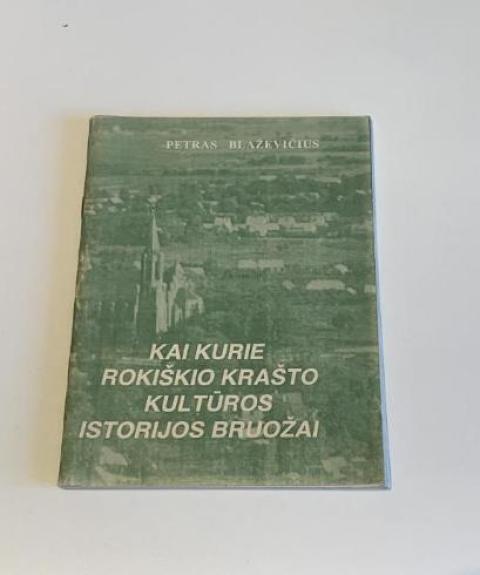 PETRAS BLAŽEVIČIUS
KAI KURIE
ROKIŠKIO KRAŠTO
KULTŪROS
ISTORIJOS BRUOŽAI